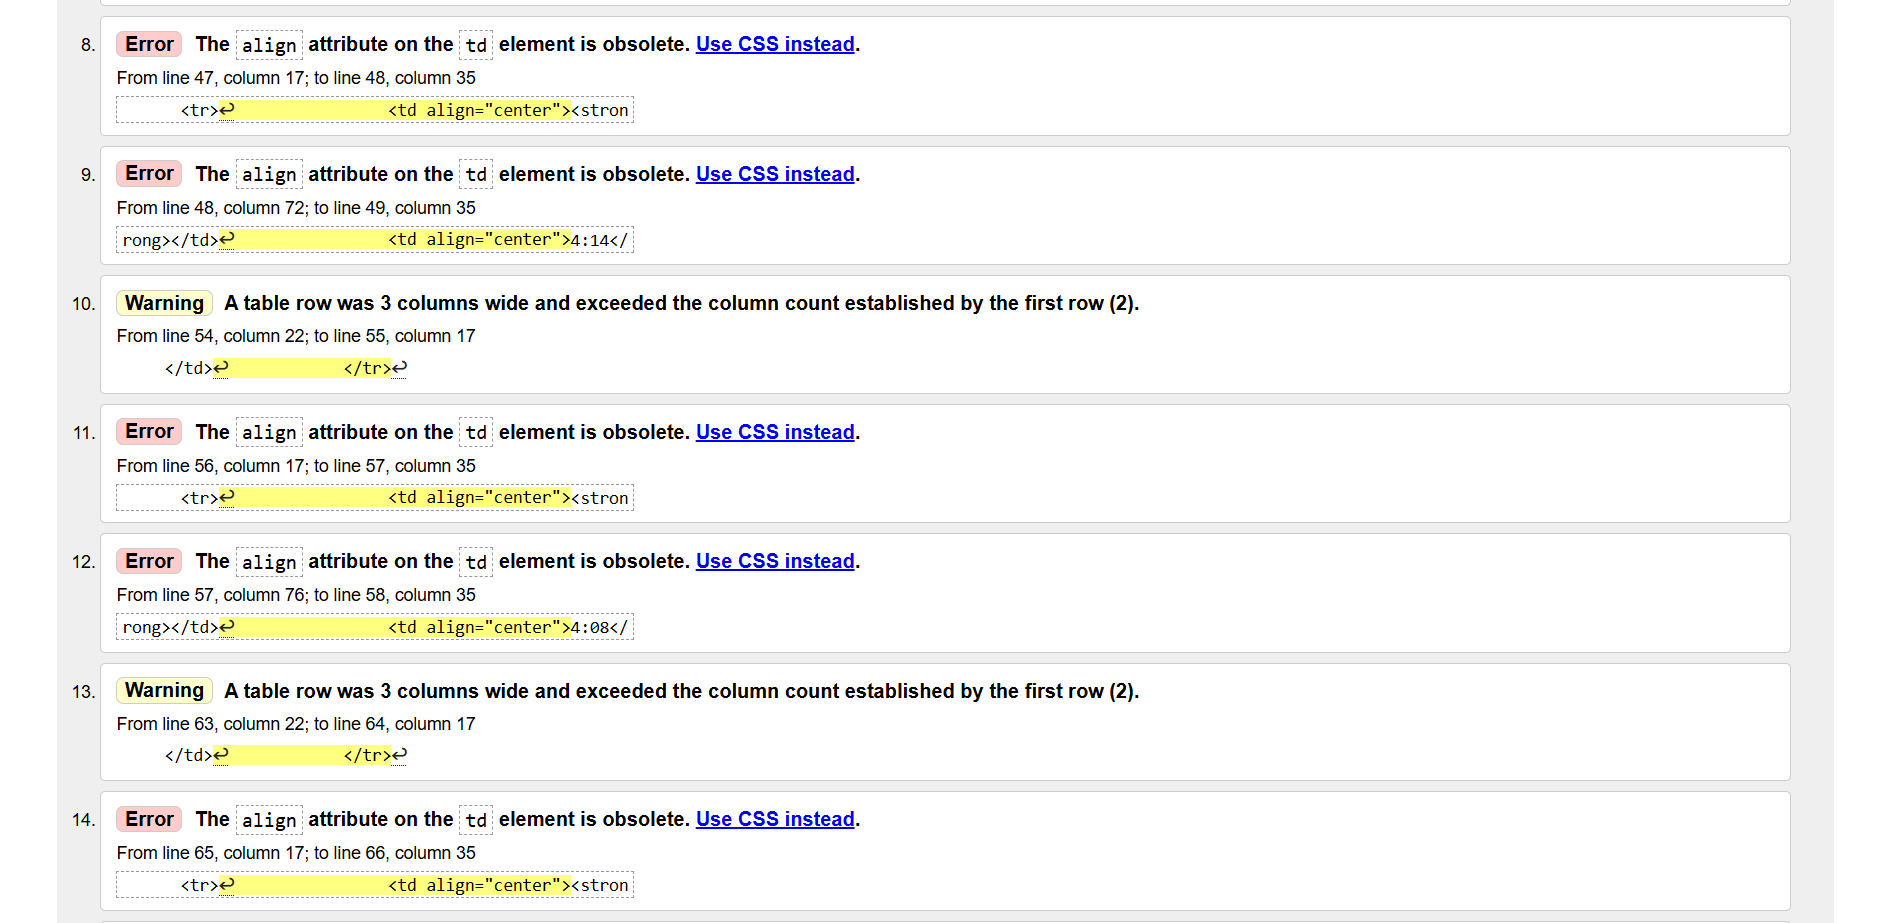 8. Error The align attribute on the td element is obsolete. Use CSS instead.
From line 47, column 17; to line 48, column 35
<tr>↩ <td align="center"><stron
9. Error The align attribute on the td element is obsolete. Use CSS instead.
From line 48, column 72; to line 49, column 35
rong></td>↩ <td align="center">4:14</
10. Warning A table row was 3 columns wide and exceeded the column count established by the first row (2).
From line 54, column 22; to line 55, column 17
</td>↩ </tr>↩
11. Error The align attribute on the td element is obsolete. Use CSS instead.
From line 56, column 17; to line 57, column 35
<tr>↩ <td align="center"><stron
12. Error The align attribute on the td element is obsolete. Use CSS instead.
From line 57, column 76; to line 58, column 35
rong></td>↩ <td align="center">4:08</
13. Warning A table row was 3 columns wide and exceeded the column count established by the first row (2).
From line 63, column 22; to line 64, column 17
</td>↩ </tr>↩
14. Error The align attribute on the td element is obsolete. Use CSS instead.
From line 65, column 17; to line 66, column 35
<tr>↩ <td align="center"><stron